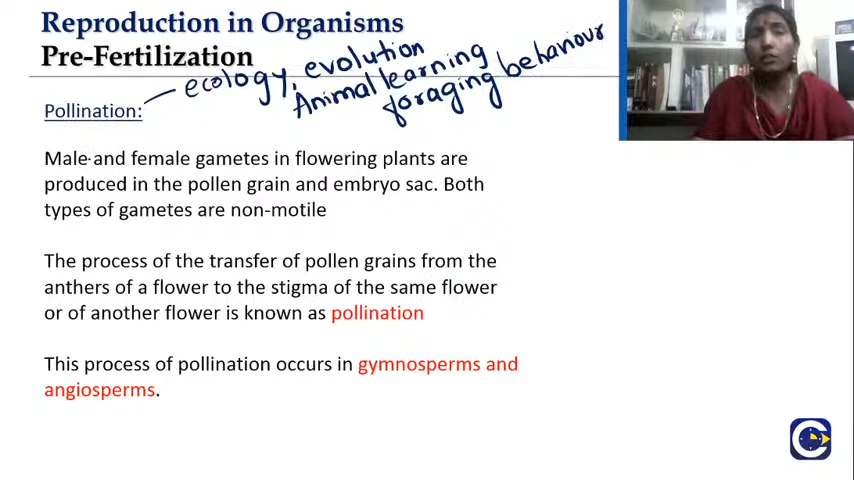 Reproduction in Organisms
Pre-Fertilization
ecology, evolution
Animal learning
foraging behaviour
Pollination:
Male and female gametes in flowering plants are
produced in the pollen grain and embryo sac. Both
types of gametes are non-motile
The process of the transfer of pollen grains from the
anthers of a flower to the stigma of the same flower
or of another flower is known as pollination
This process of pollination occurs in gymnosperms and
angiosperms.